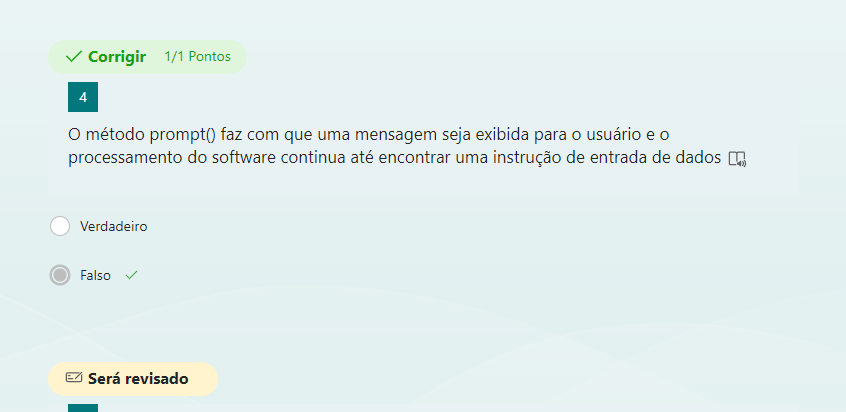 Corrigir 1/1 Pontos
4
O método prompt() faz com que uma mensagem seja exibida para o usuário e o
processamento do software continua até encontrar uma instrução de entrada de dados
Verdadeiro
Falso
Será revisado